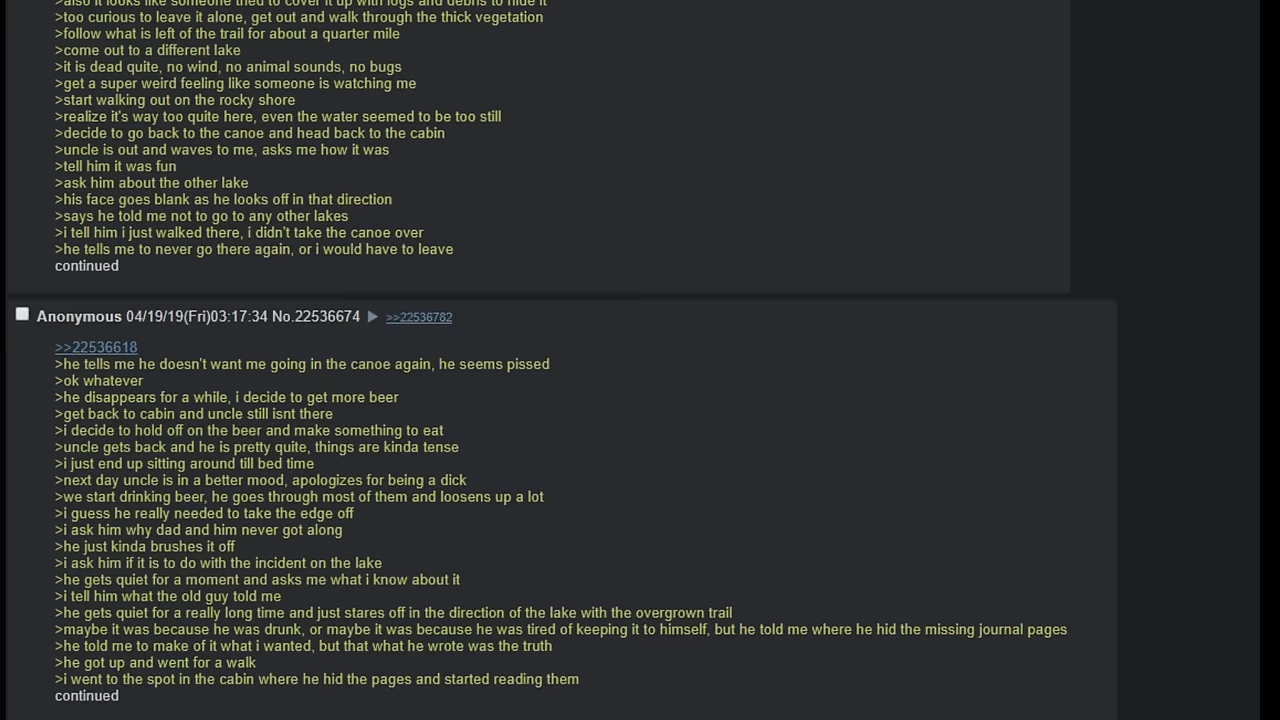 >also it looks like someone tried to cover it up with logs and debris to hide it
>too curious to leave it alone, get out and walk through the thick vegetation
>follow what is left of the trail for about a quarter mile
>come out to a different lake
>it is dead quite, no wind, no animal sounds, no bugs
>get a super weird feeling like someone is watching me
>start walking out on the rocky shore
>realize it's way too quite here, even the water seemed to be too still
>decide to go back to the canoe and head back to the cabin
>uncle is out and waves to me, asks me how it was
>tell him it was fun
>ask him about the other lake
>his face goes blank as he looks off in that direction
>says he told me not to go to any other lakes
>i tell him i just walked there, i didn't take the canoe over
>he tells me to never go there again, or i would have to leave
continued
Anonymous 04/19/19(Fri)03:17:34 No.22536674 ▶ >>22536782
>>22536618
>he tells me he doesn't want me going in the canoe again, he seems pissed
>ok whatever
>he disappears for a while, i decide to get more beer
>get back to cabin and uncle still isnt there
>i decide to hold off on the beer and make something to eat
>uncle gets back and he is pretty quite, things are kinda tense
>i just end up sitting around till bed time
>next day uncle is in a better mood, apologizes for being a dick
>we start drinking beer, he goes through most of them and loosens up a lot
>i guess he really needed to take the edge off
>i ask him why dad and him never got along
>he just kinda brushes it off
>i ask him if it is to do with the incident on the lake
>he gets quiet for a moment and asks me what i know about it
>i tell him what the old guy told me
>he gets quiet for a really long time and just stares off in the direction of the lake with the overgrown trail
>maybe it was because he was drunk, or maybe it was because he was tired of keeping it to himself, but he told me where he hid the missing journal pages
>he told me to make of it what i wanted, but that what he wrote was the truth
>he got up and went for a walk
>i went to the spot in the cabin where he hid the pages and started reading them
continued